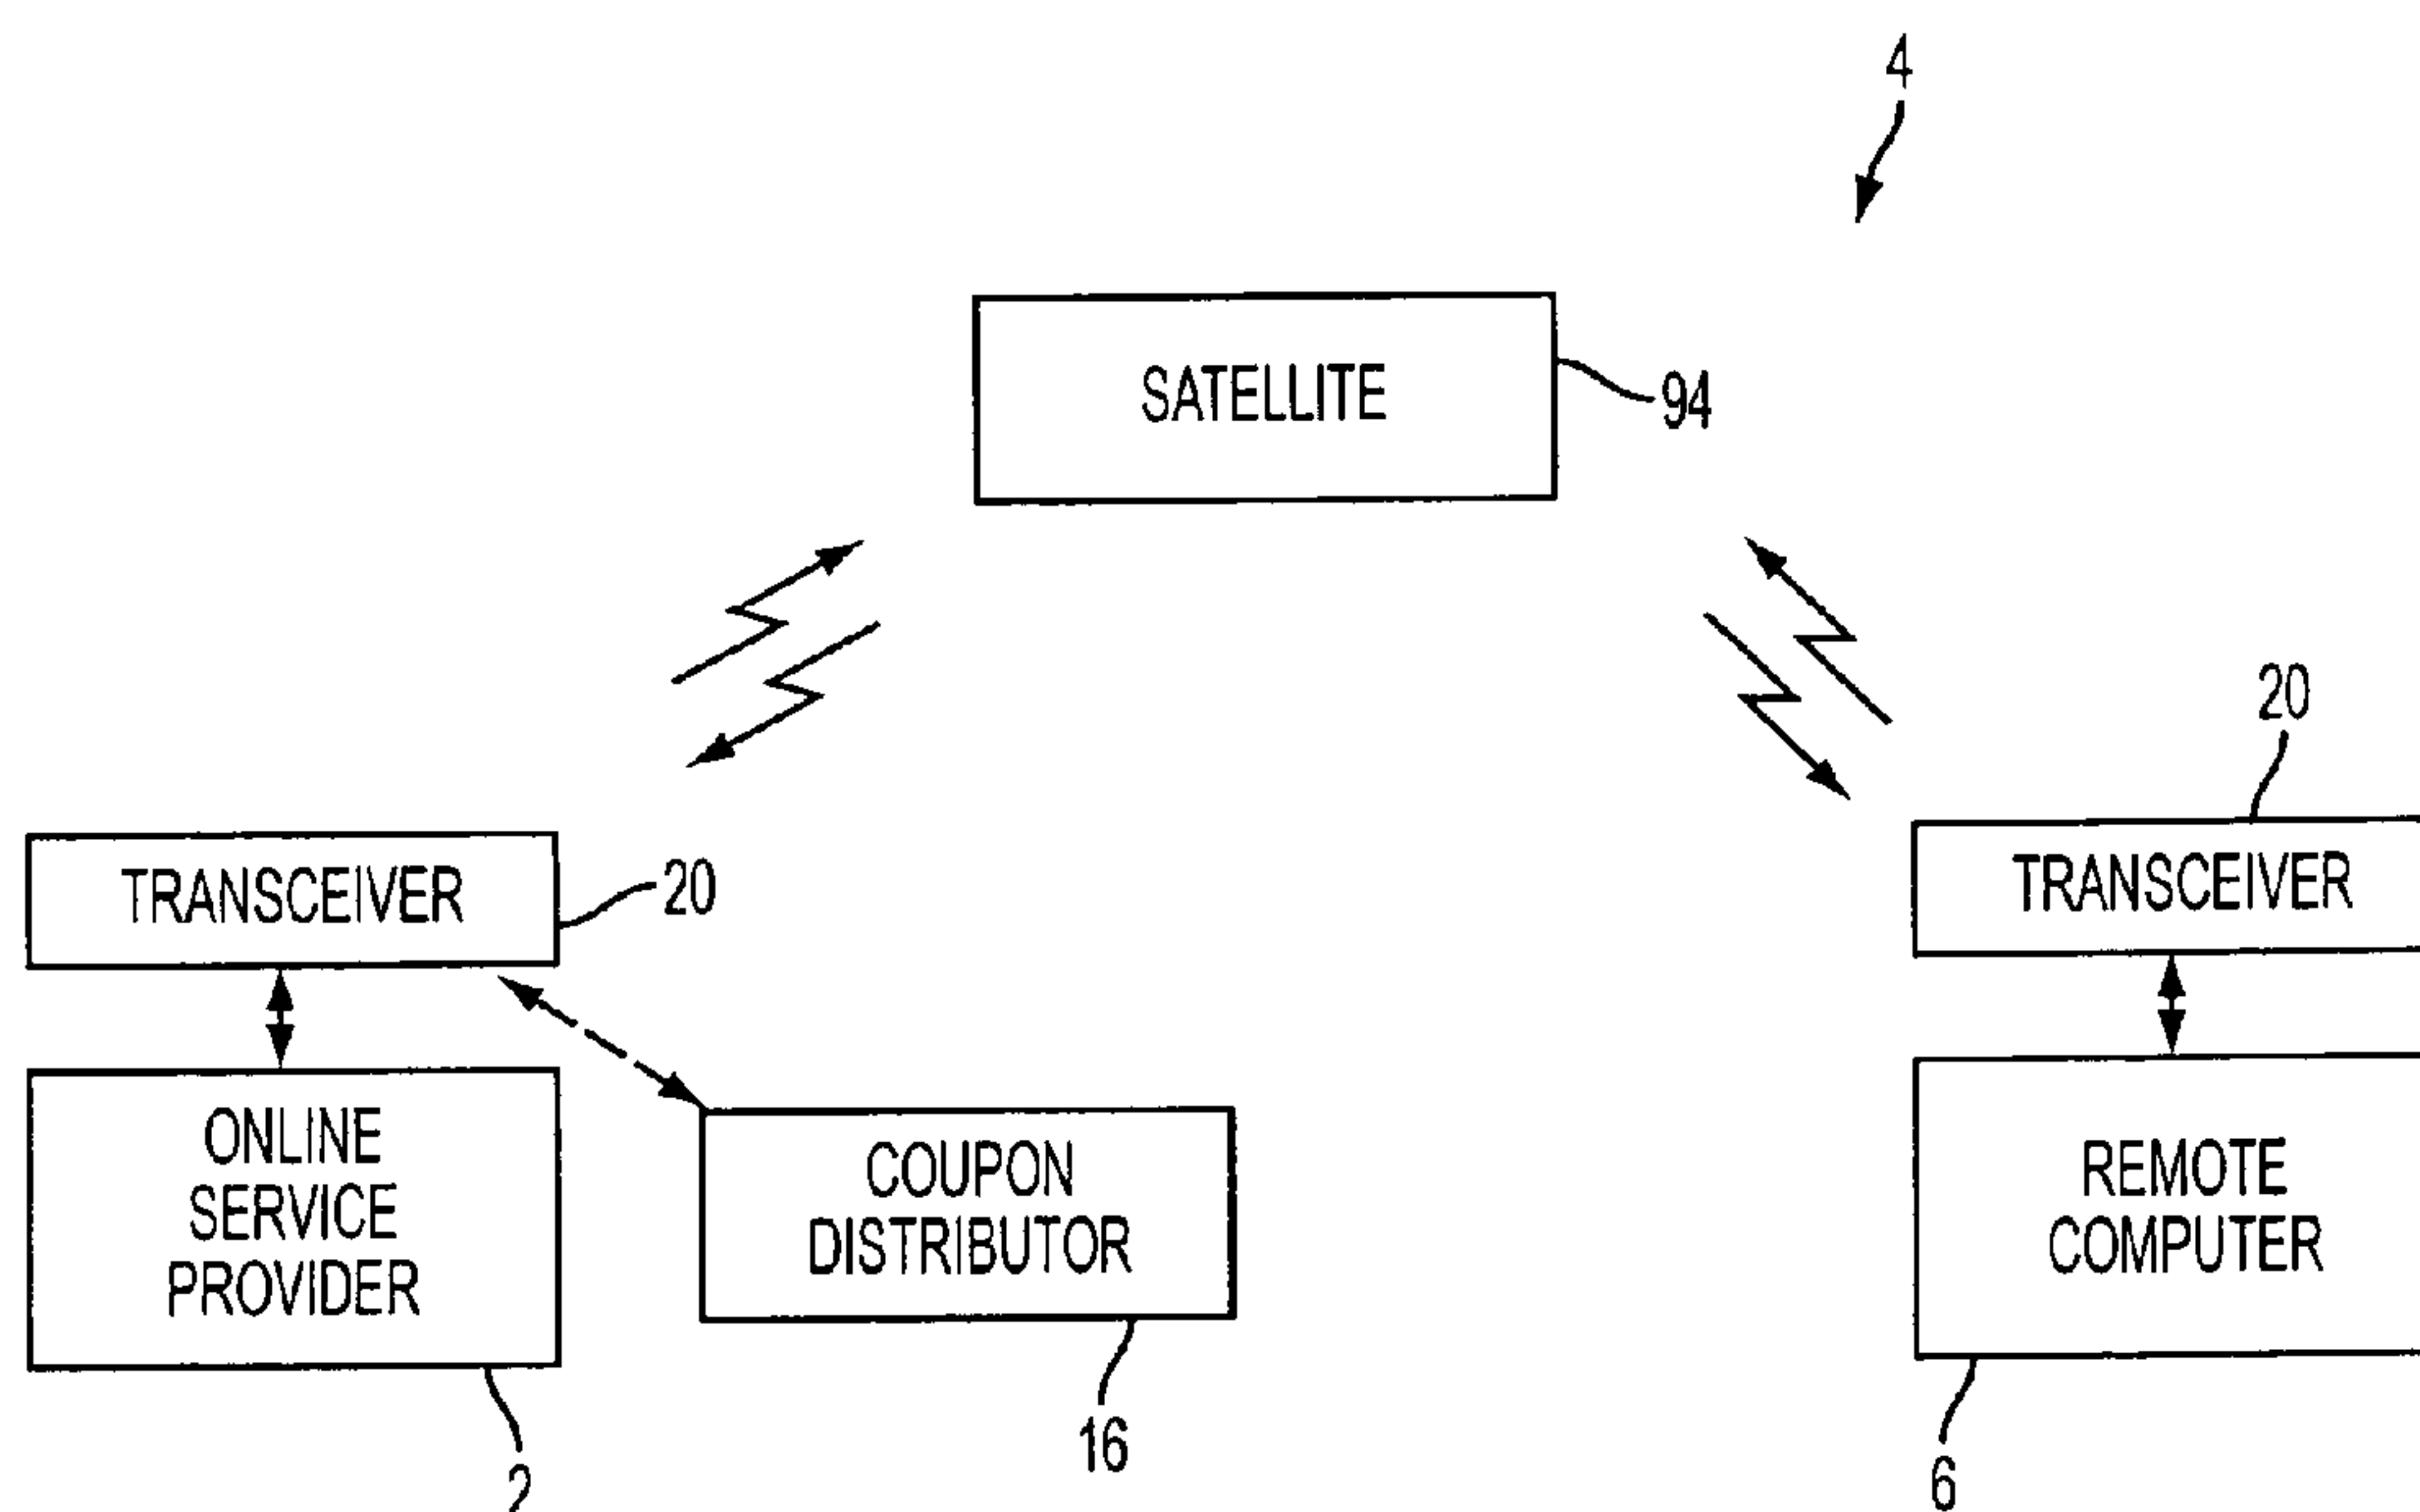 4
SATELLITE
94
20
TRANSCEIVER
20
TRANSCEIVER
ONLINE
SERVICE
PROVIDER
COUPON
DISTRIBUTOR
REMOTE
COMPUTER
16
2
6